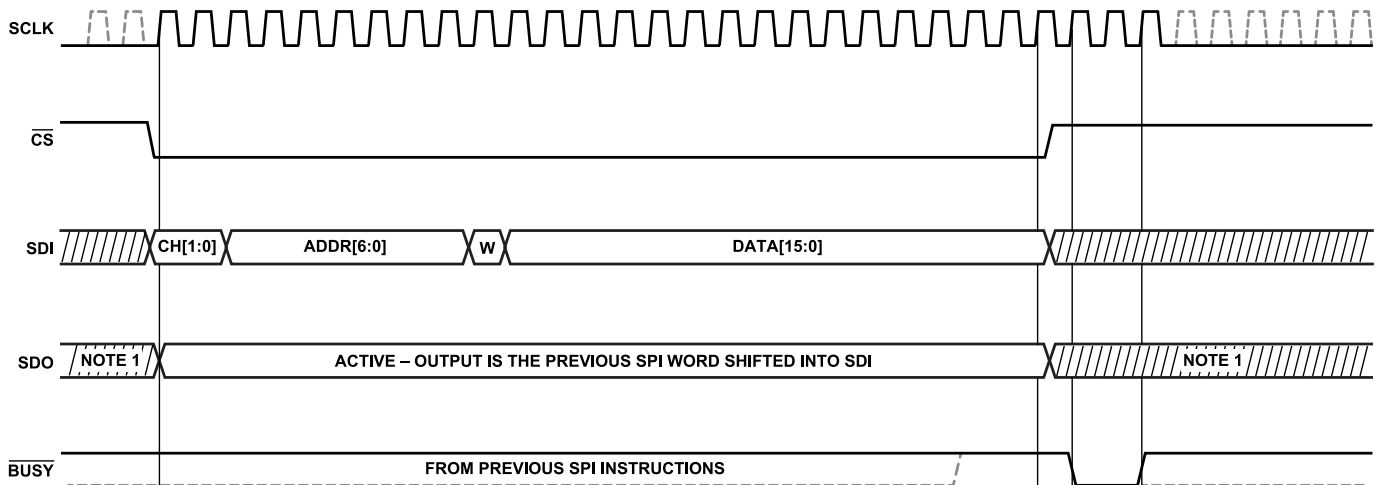 SCLK
CS
SDI
CH[1:0]
ADDR[6:0]
W
DATA[15:0]
SDO
NOTE 1
ACTIVE – OUTPUT IS THE PREVIOUS SPI WORD SHIFTED INTO SDI
NOTE 1
BUSY
FROM PREVIOUS SPI INSTRUCTIONS